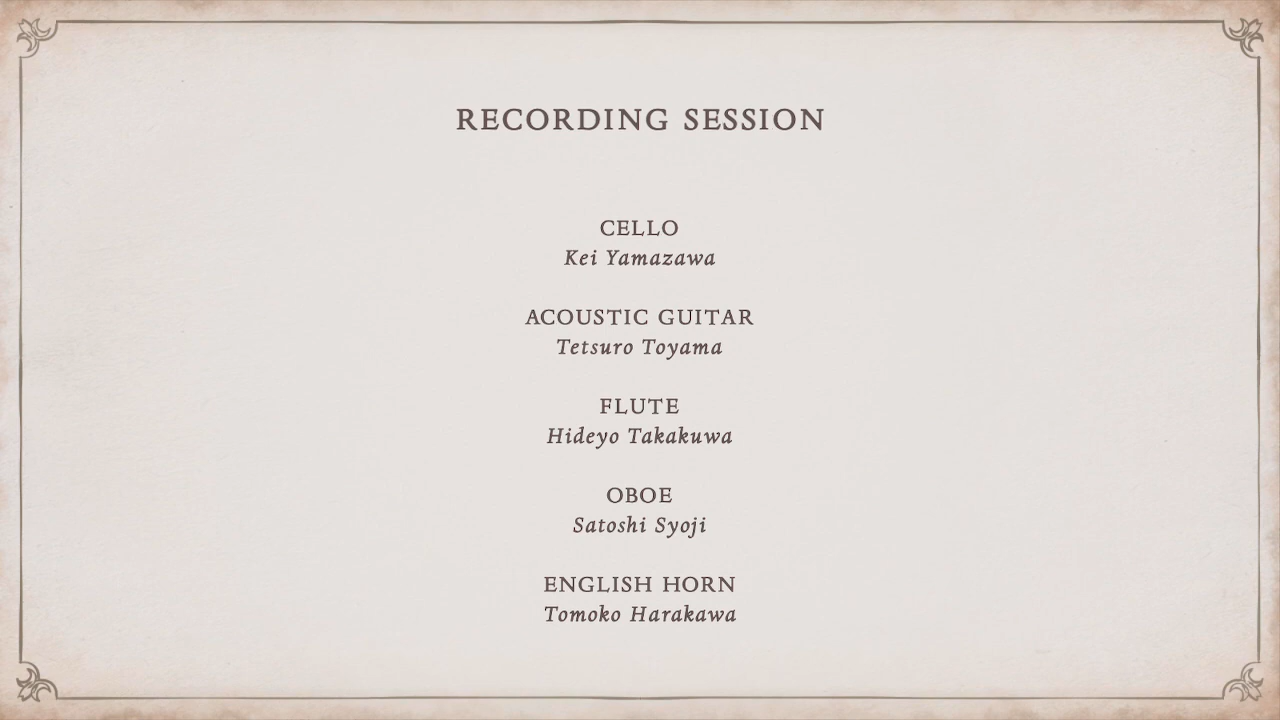 RECORDING SESSION
CELLO
Kei Yamazawa
ACOUSTIC GUITAR
Tetsuro Toyama
FLUTE
Hideyo Takakuwa
OBOE
Satoshi Syoji
ENGLISH HORN
Tomoko Harakawa